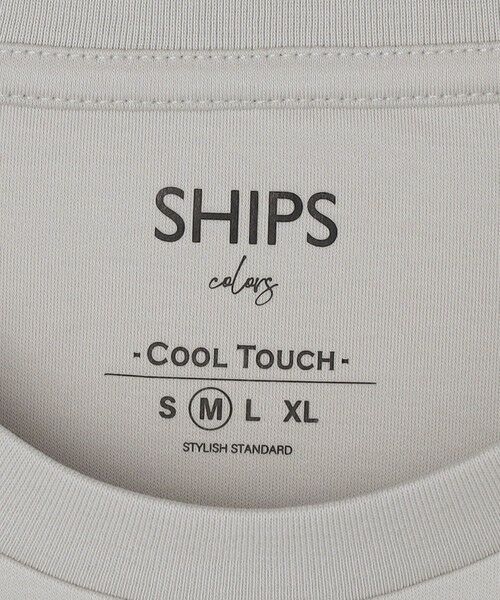 SHIPS
colors
- COOL TOUCH -
S M L XL
STYLISH STANDARD